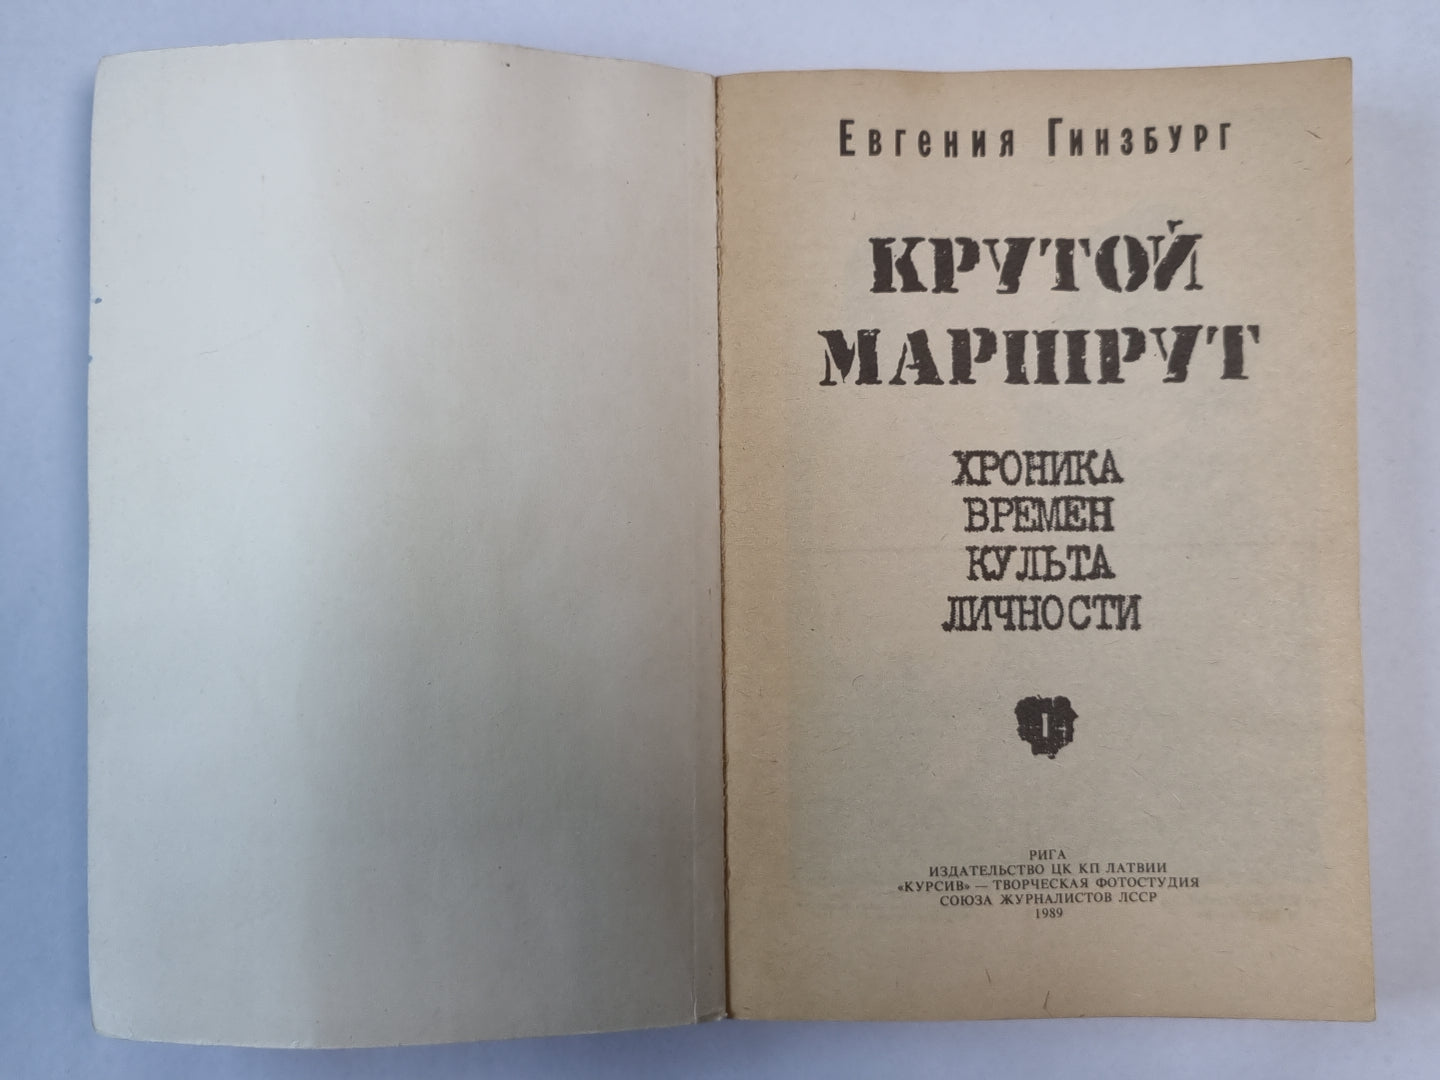 Евгения Гинзбург
КРУТОЙ
МАРШРУТ
ХРОНИКА
ВРЕМЕН
КУЛЬТА
ЛИЧНОСТИ
I
РИГА
ИЗДАТЕЛЬСТВО ЦК КП ЛАТВИИ
«КУРСИВ» — ТВОРЧЕСКАЯ ФОТОСТУДИЯ
СОЮЗА ЖУРНАЛИСТОВ ЛССР
1989